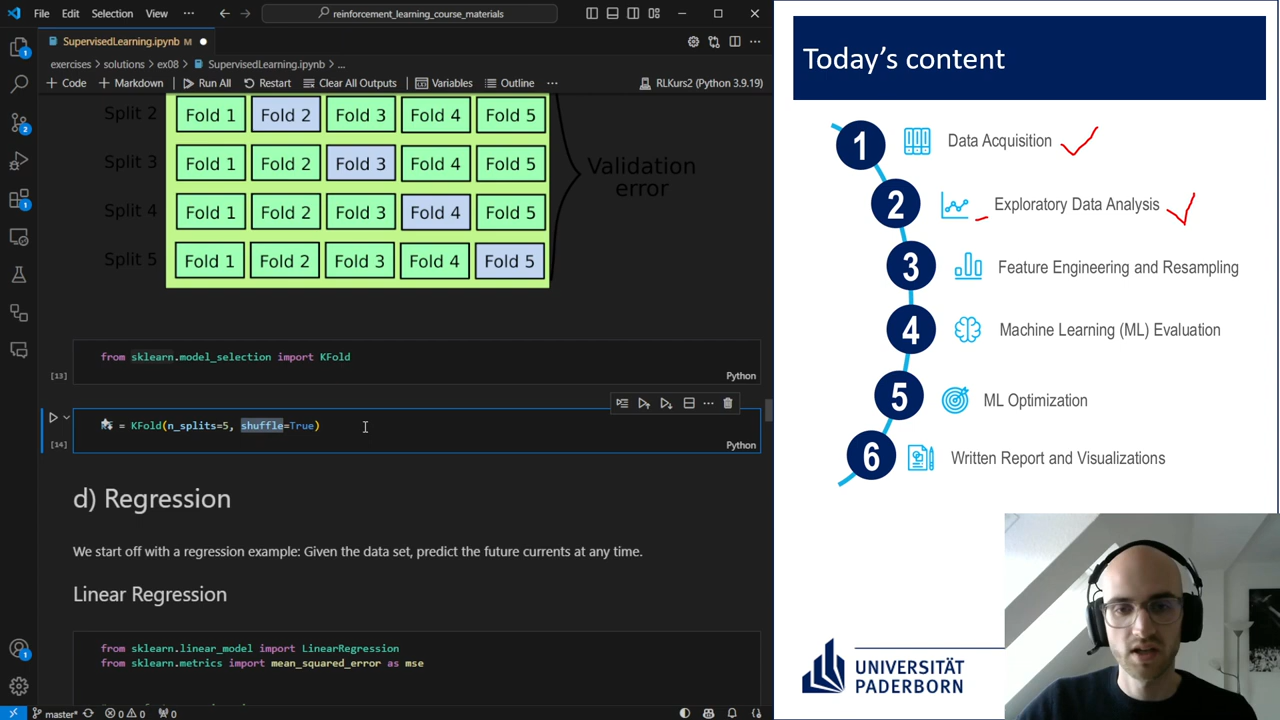 File
Edit
Selection
View
reinforcement_learning_course_materials
SupervisedLearning.ipynb M
exercises > solutions > ex08 > SupervisedLearning.ipynb > ...
+ Code + Markdown Run All Restart Clear All Outputs Variables Outline ... RLKurs2 (Python 3.9.19)
Split 2 Fold 1 Fold 2 Fold 3 Fold 4 Fold 5
Split 3 Fold 1 Fold 2 Fold 3 Fold 4 Fold 5
Split 4 Fold 1 Fold 2 Fold 3 Fold 4 Fold 5
Split 5 Fold 1 Fold 2 Fold 3 Fold 4 Fold 5
Validation
error
from sklearn.model_selection import KFold
[13]
Python
= KFold(n_splits=5, shuffle=True)
[14]
Python
d) Regression
We start off with a regression example: Given the data set, predict the future currents at any time.
Linear Regression
from sklearn.linear_model import LinearRegression
from sklearn.metrics import mean_squared_error as mse
master*
0 0
0
Today's content
1 Data Acquisition
2 Exploratory Data Analysis
3 Feature Engineering and Resampling
4 Machine Learning (ML) Evaluation
5 ML Optimization
6 Written Report and Visualizations
UNIVERSITÄT
PADERBORN